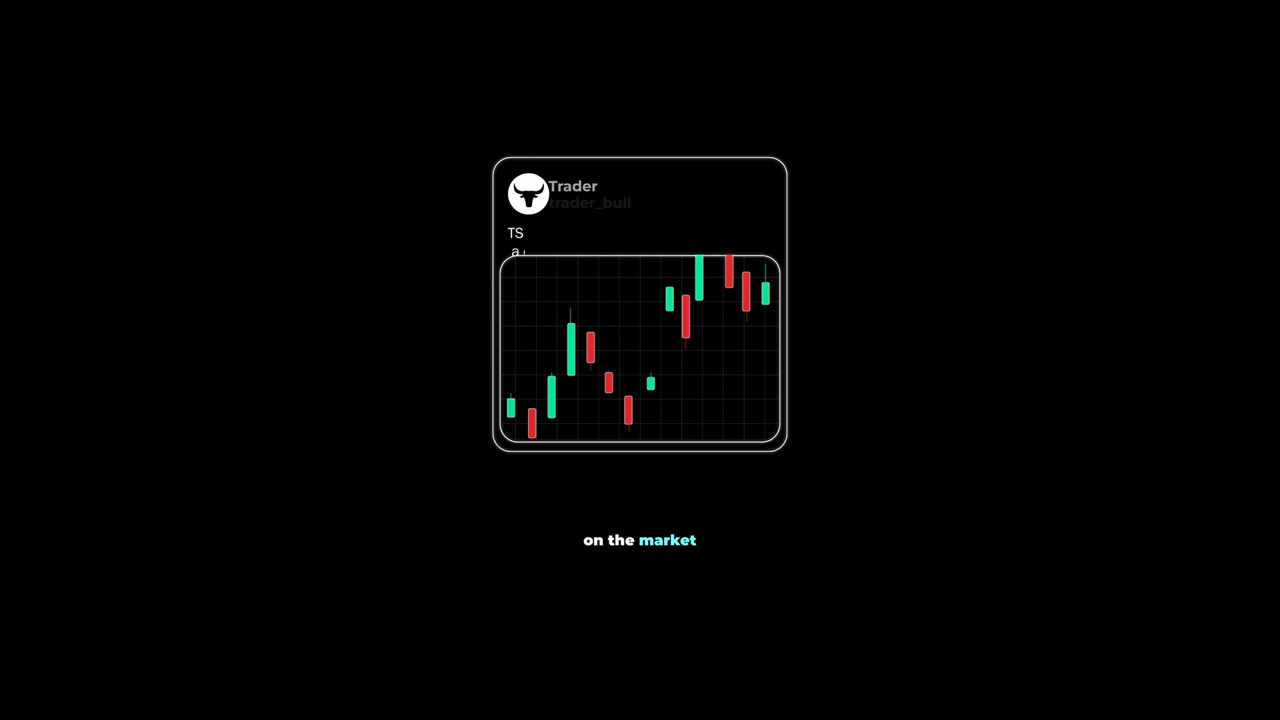 Trader
trader_bull
TS
a
on the market